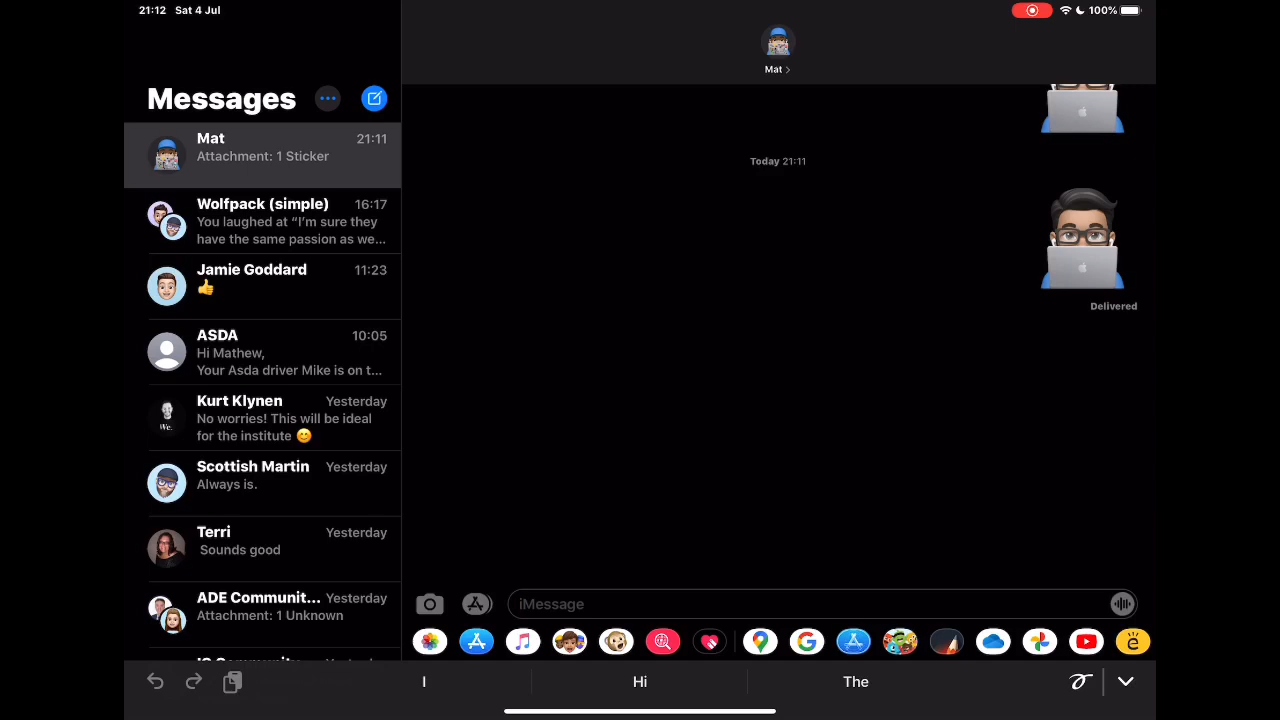 21:12 Sat 4 Jul
100%
Messages
Mat 21:11
Attachment: 1 Sticker
Wolfpack (simple) 16:17
You laughed at “I’m sure they
have the same passion as we...
Jamie Goddard 11:23
ASDA 10:05
Hi Mathew,
Your Asda driver Mike is on t...
Kurt Klynen Yesterday
No worries! This will be ideal
for the institute
We.
Scottish Martin Yesterday
Always is.
Terri Yesterday
Sounds good
ADE Communit... Yesterday
Attachment: 1 Unknown
Mat
Today 21:11
Delivered
iMessage
I Hi The